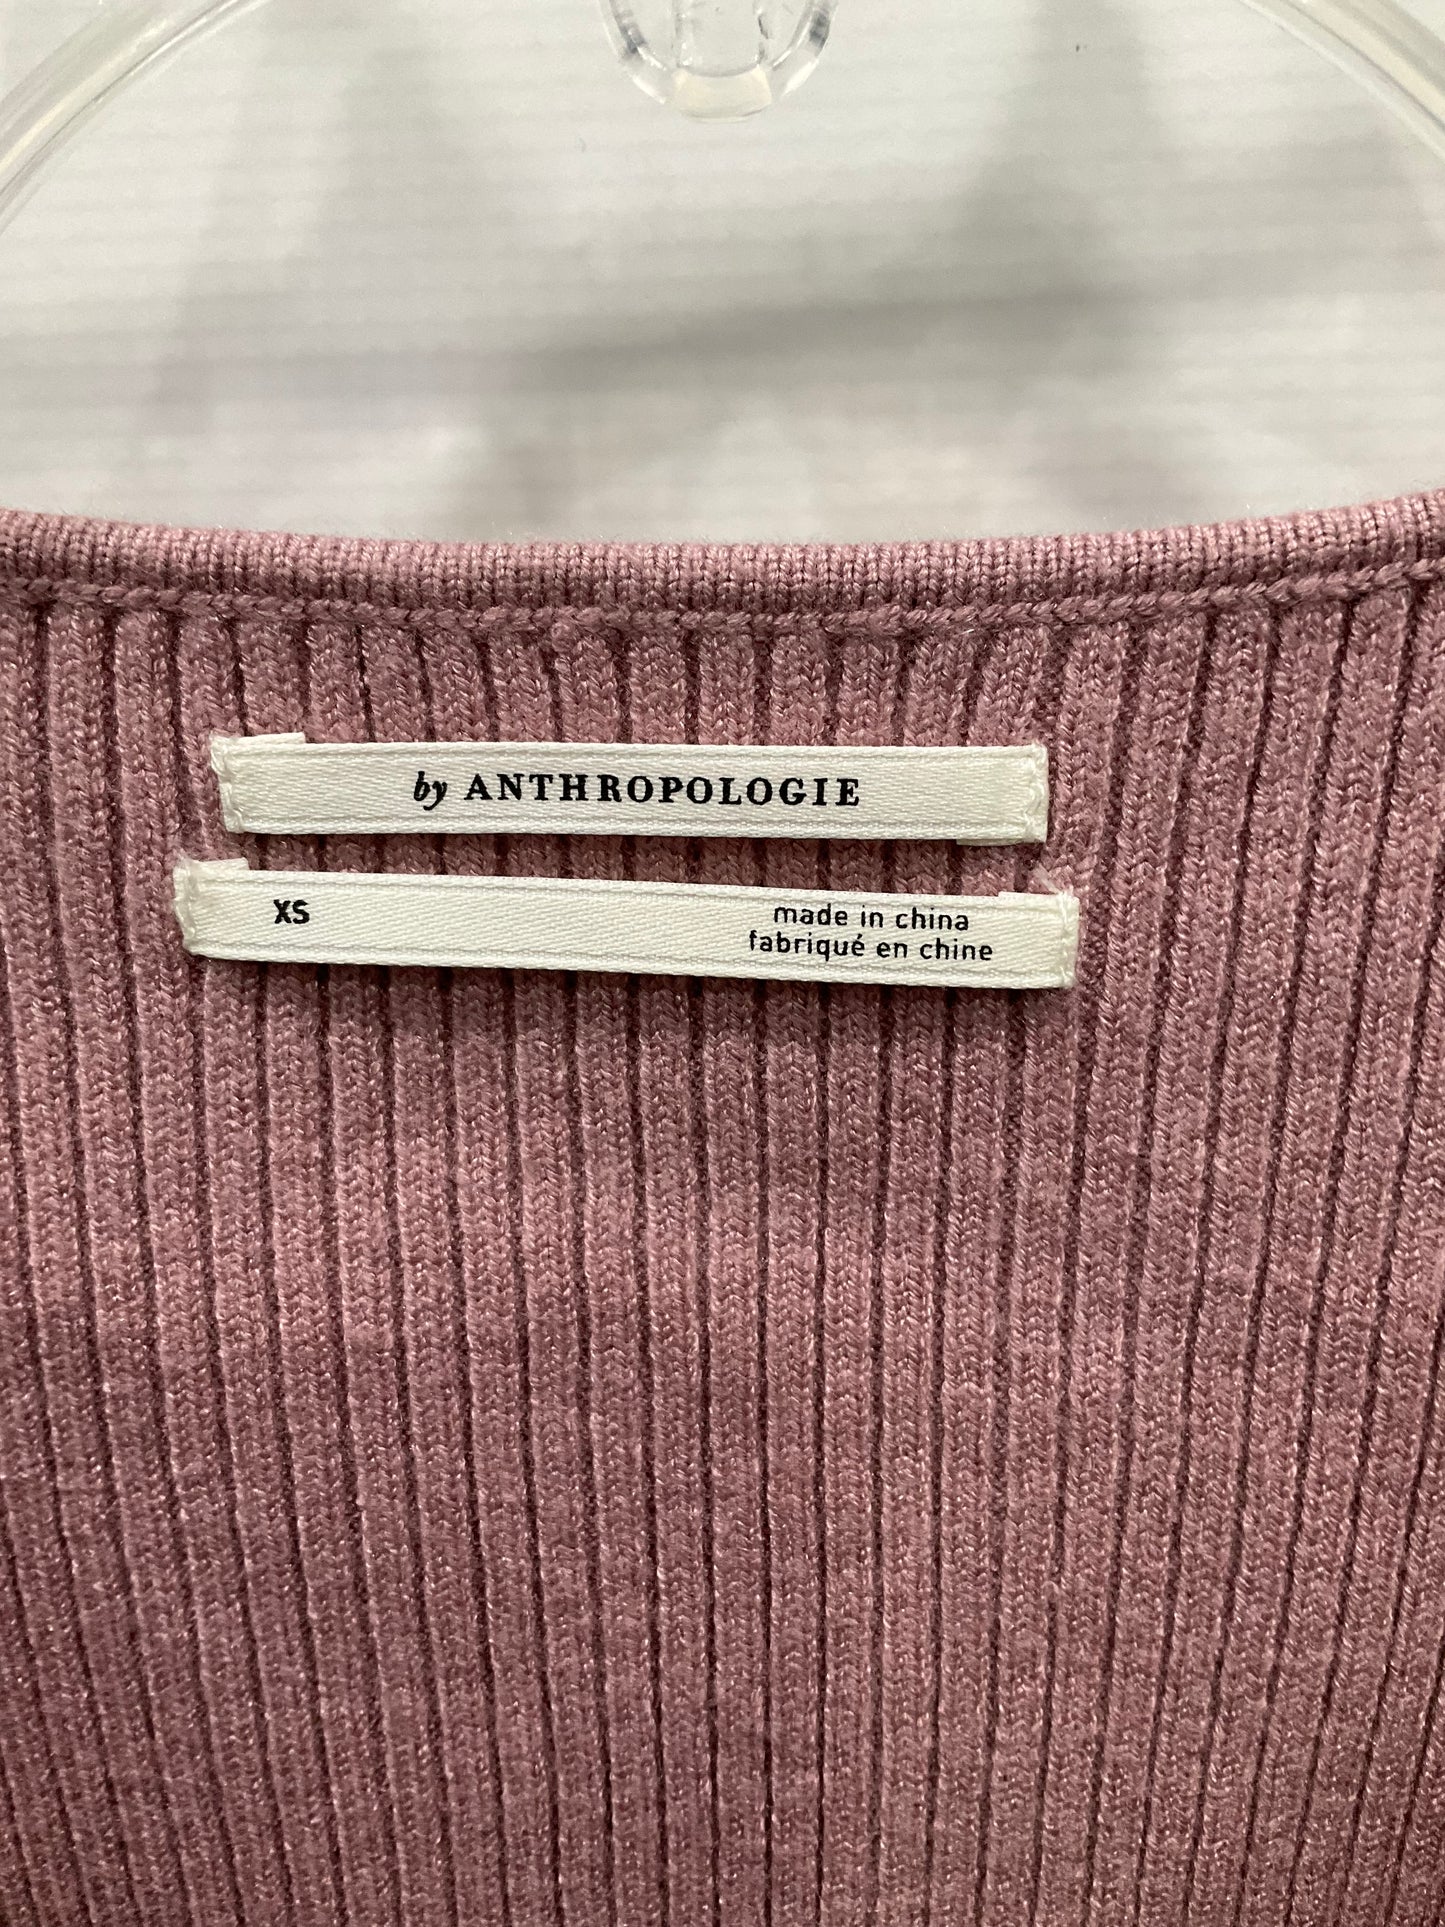 by ANTHROPOLOGIE
XS
made in china
fabriqué en chine